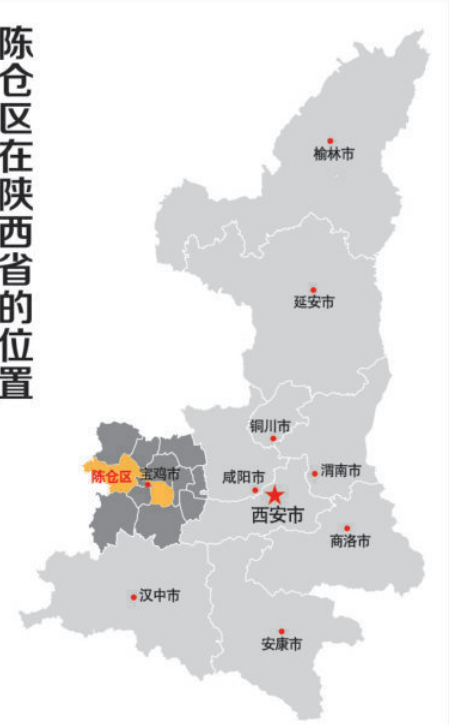 陈仓区在陕西省的位置
榆林市
延安市
铜川市
渭南市
咸阳市
西安市
宝鸡市
陈仓区
商洛市
汉中市
安康市